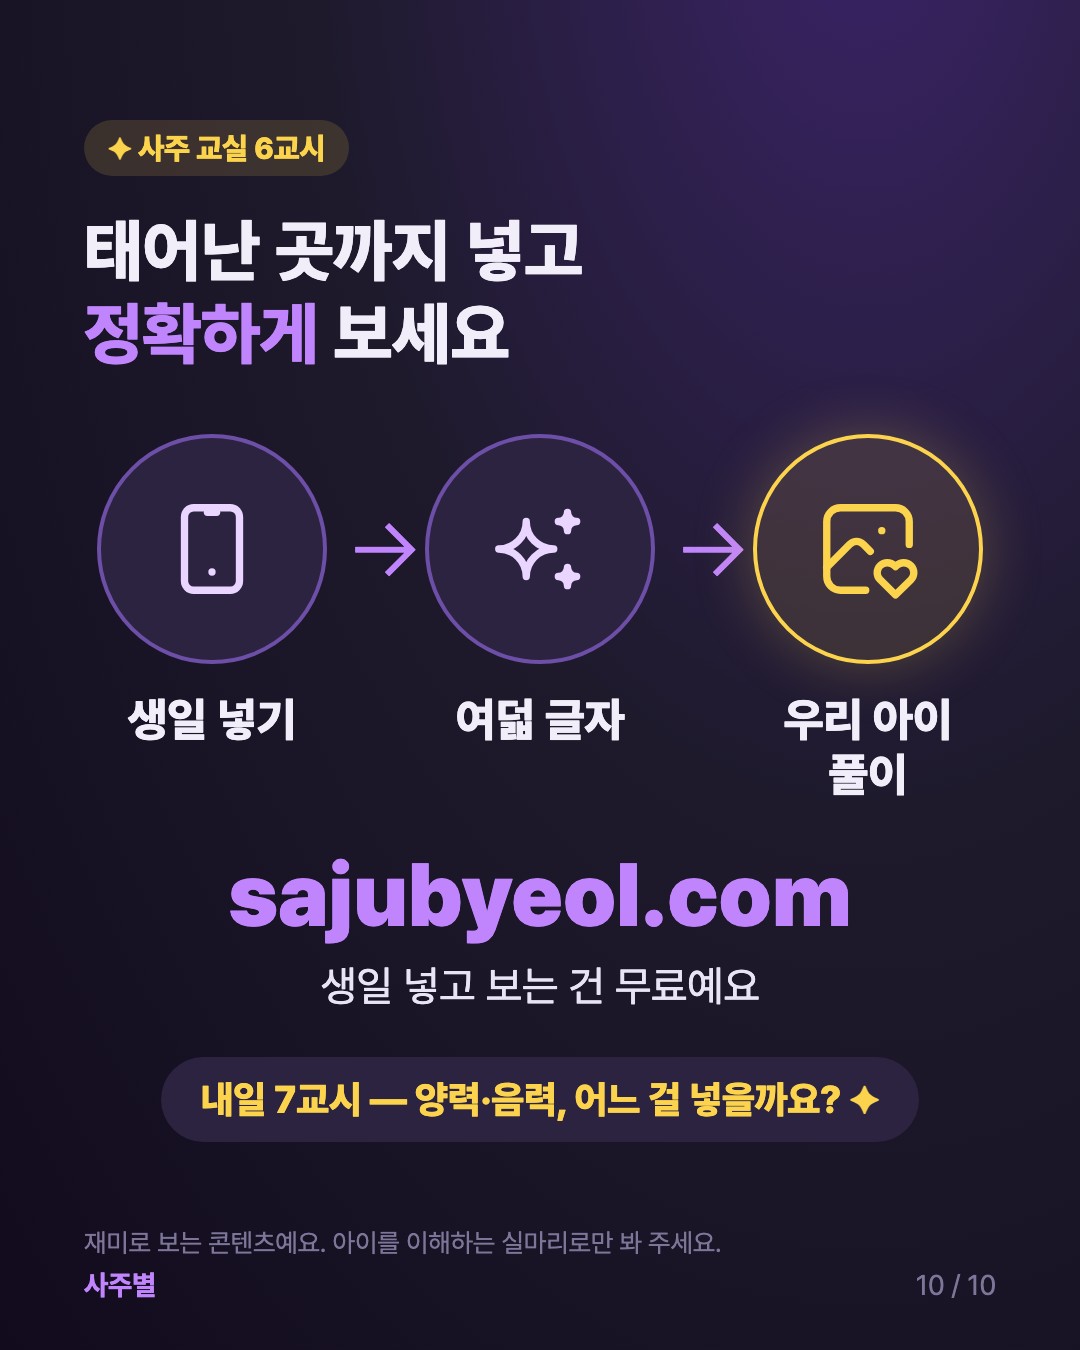 ✦ 사주 교실 6교시
태어난 곳까지 넣고
정확하게 보세요
생일 넣기
여덟 글자
우리 아이
풀이
sajubyeol.com
생일 넣고 보는 건 무료예요
내일 7교시 — 양력·음력, 어느 걸 넣을까요? ✦
재미로 보는 콘텐츠예요. 아이를 이해하는 실마리로만 봐 주세요.
사주별
10 / 10